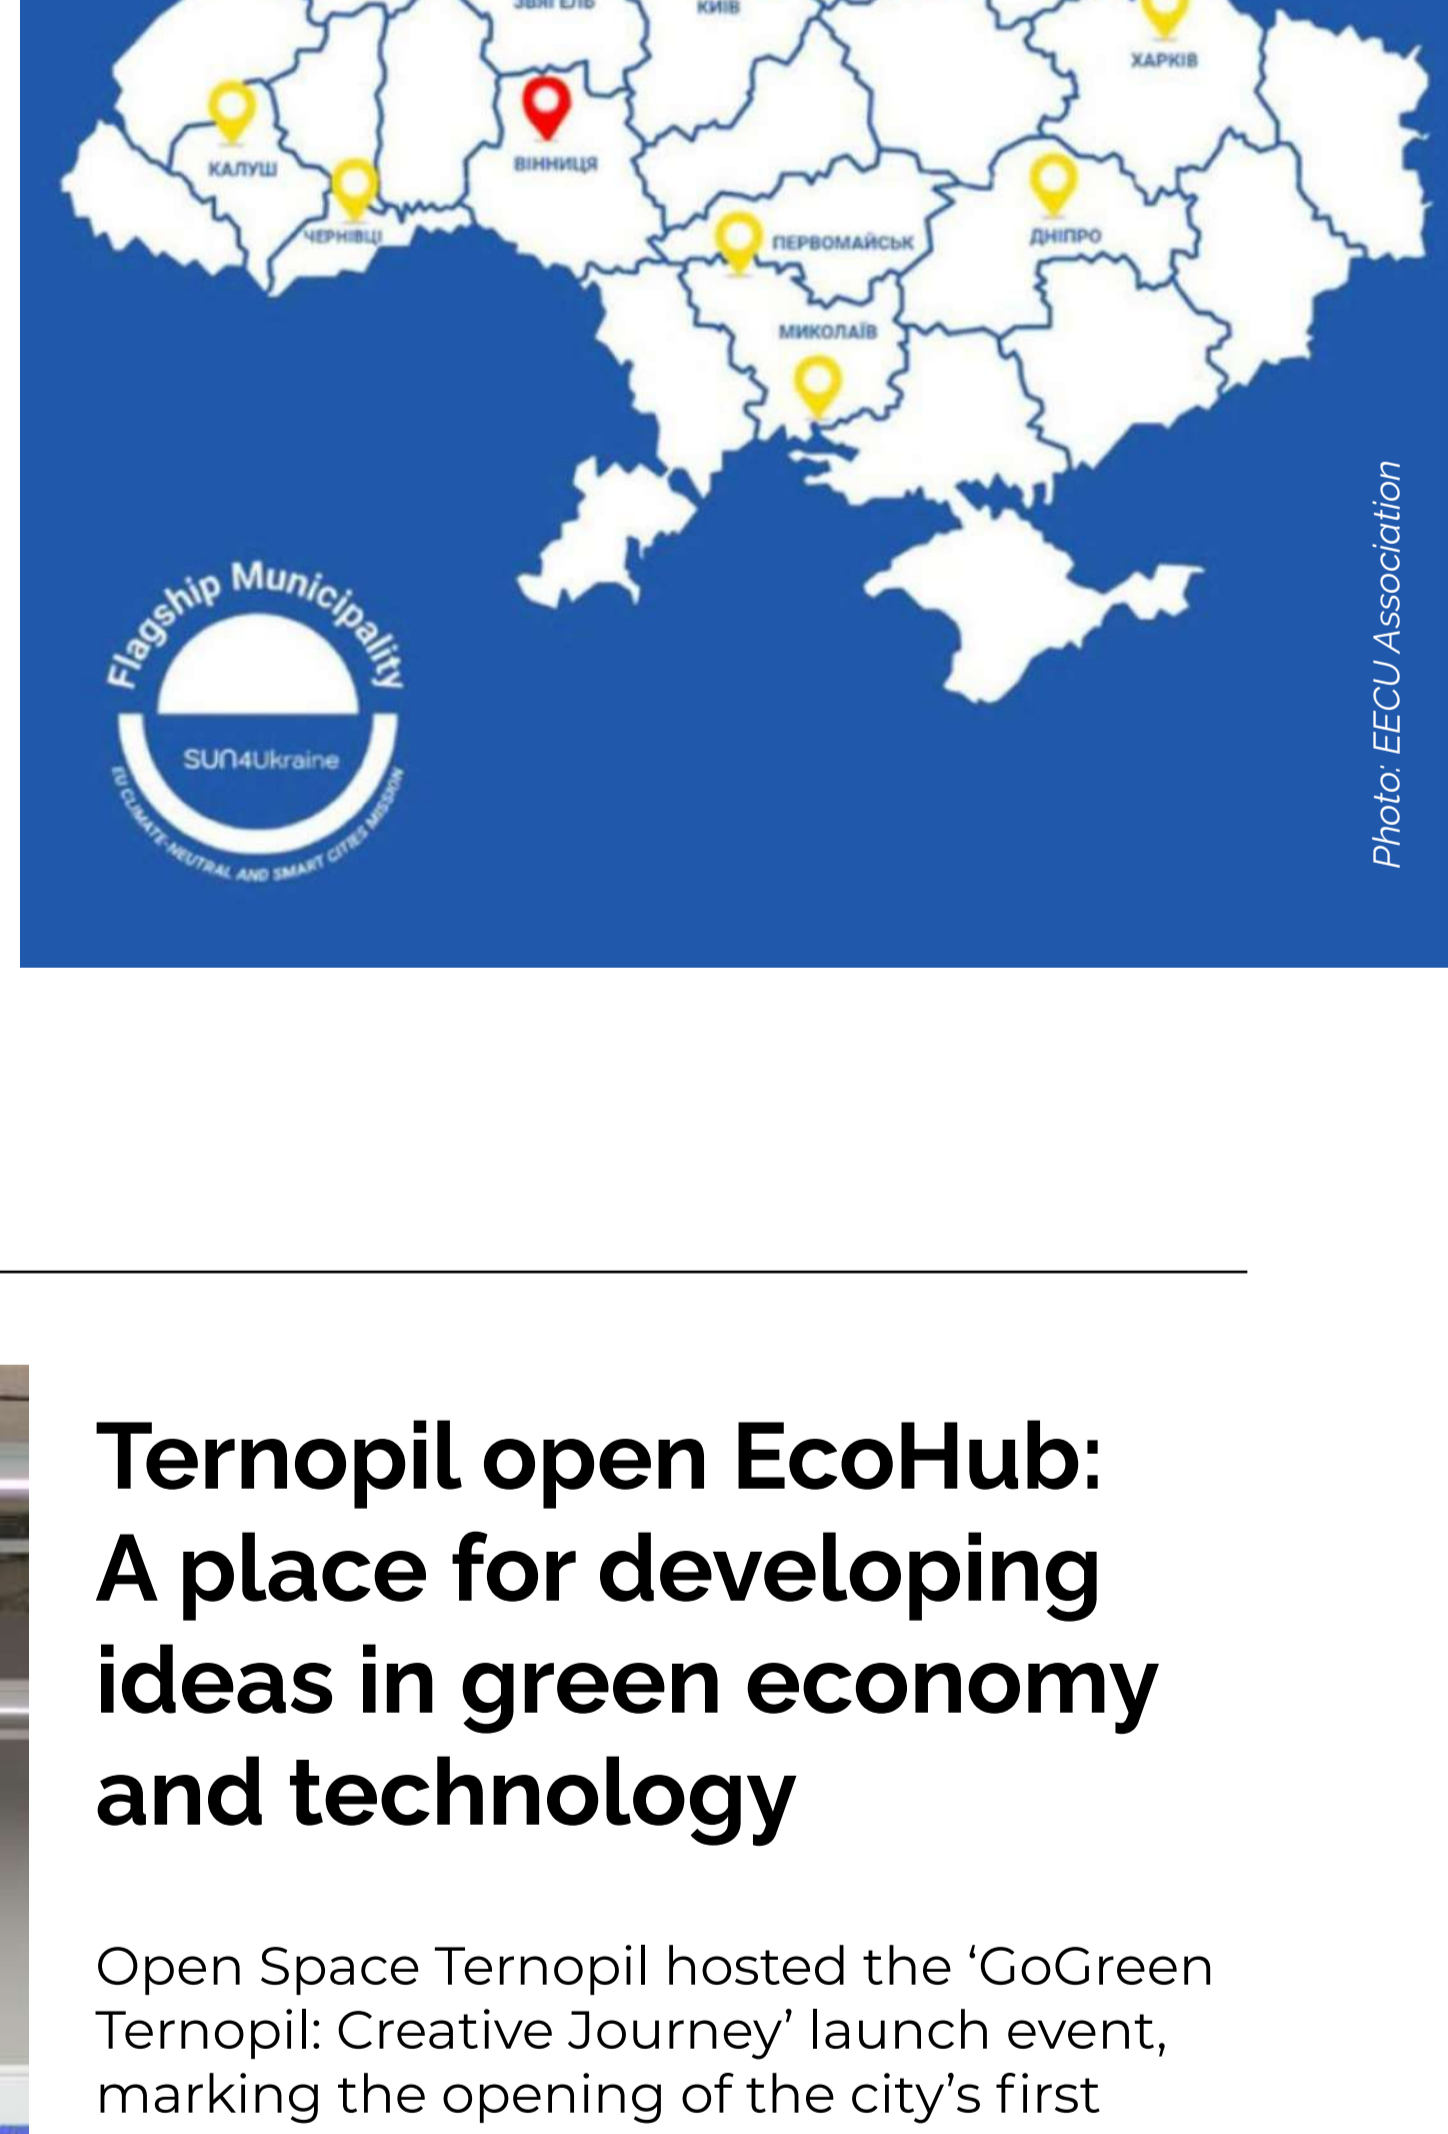 ЗВЯГЕЛЬ
КИЇВ
ХАРКІВ
КАЛУШ
ВІННИЦЯ
ЧЕРНІВЦІ
ПЕРВОМАЙСЬК
ДНІПРО
МИКОЛАЇВ
Flagship Municipality
SUN4Ukraine
EU CLIMATE-NEUTRAL AND SMART CITIES MISSION
Photo: EECU Association
Ternopil open EcoHub:
A place for developing
ideas in green economy
and technology
Open Space Ternopil hosted the ‘GoGreen
Ternopil: Creative Journey’ launch event,
marking the opening of the city’s first